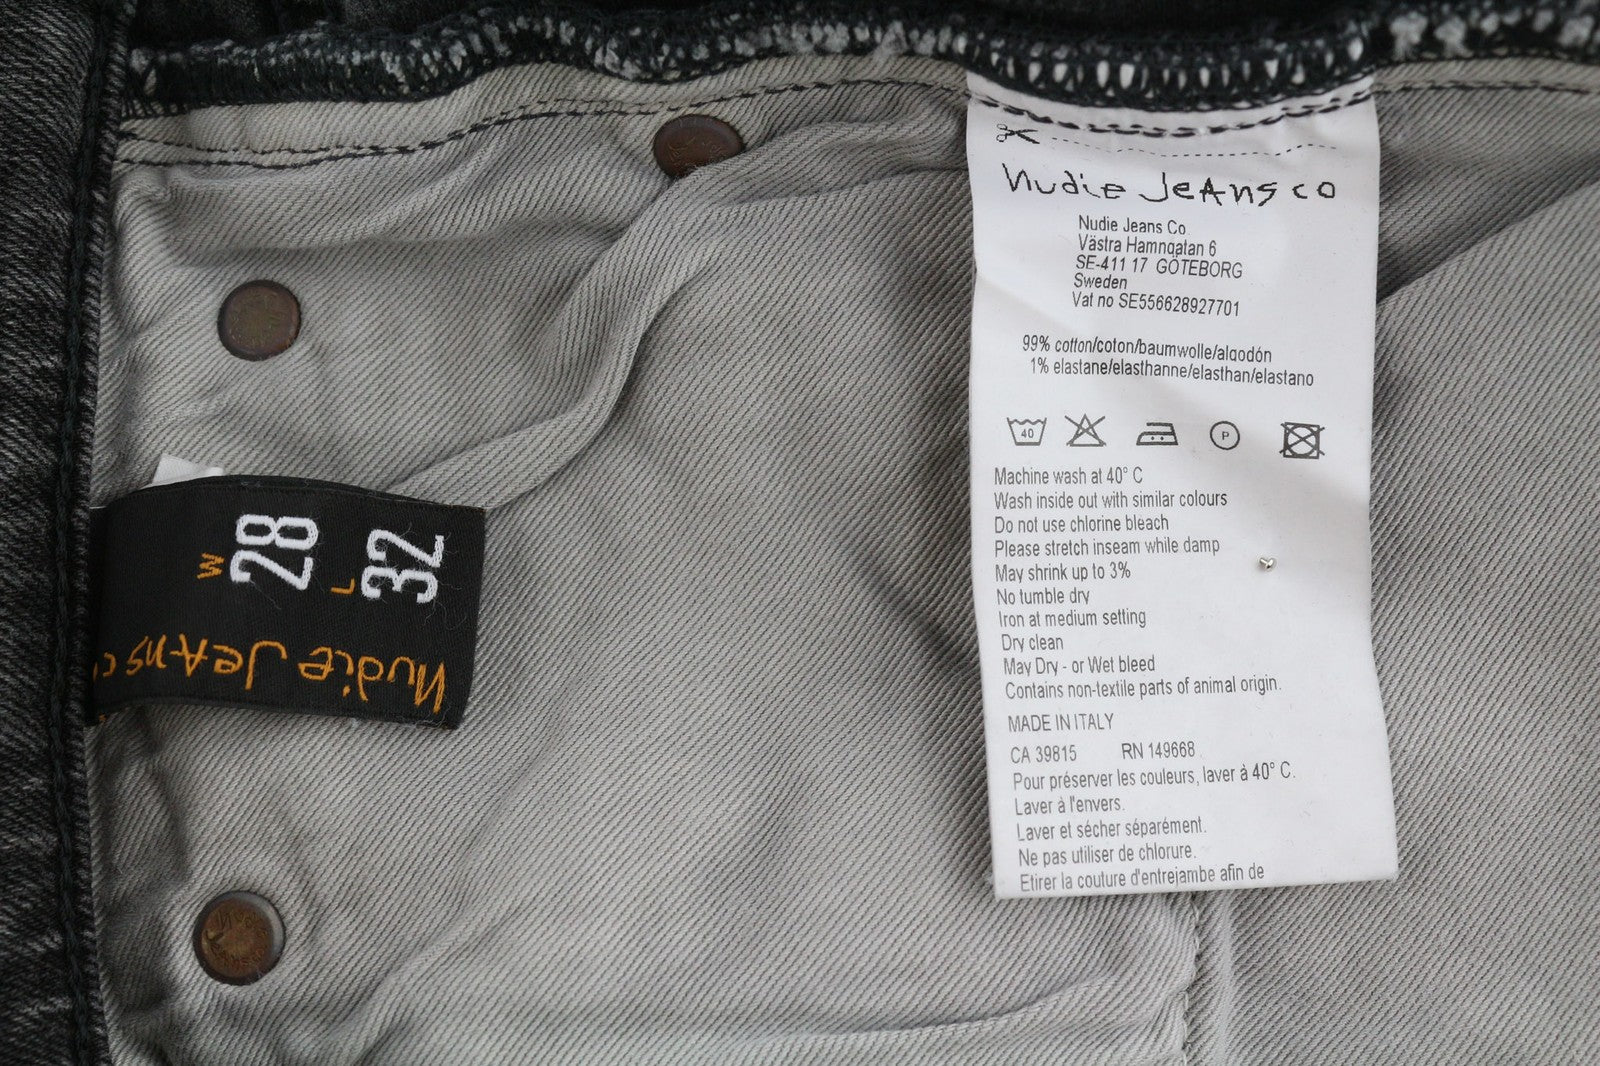 W 28
L 32
nudie JeAns c
nudie JeAns co
Nudie Jeans Co
Västra Hamngatan 6
SE-411 17 GÖTEBORG
Sweden
Vat no SE556628927701
99% cotton/coton/baumwolle/algodón
1% elastane/elasthanne/elasthan/elastano
40
P
Machine wash at 40° C
Wash inside out with similar colours
Do not use chlorine bleach
Please stretch inseam while damp
May shrink up to 3%
No tumble dry
Iron at medium setting
Dry clean
May Dry - or Wet bleed
Contains non-textile parts of animal origin.
MADE IN ITALY
CA 39815 RN 149668
Pour préserver les couleurs, laver à 40° C.
Laver à l'envers.
Laver et sécher séparément.
Ne pas utiliser de chlorure.
Etirer la couture d'entrejambe afin de